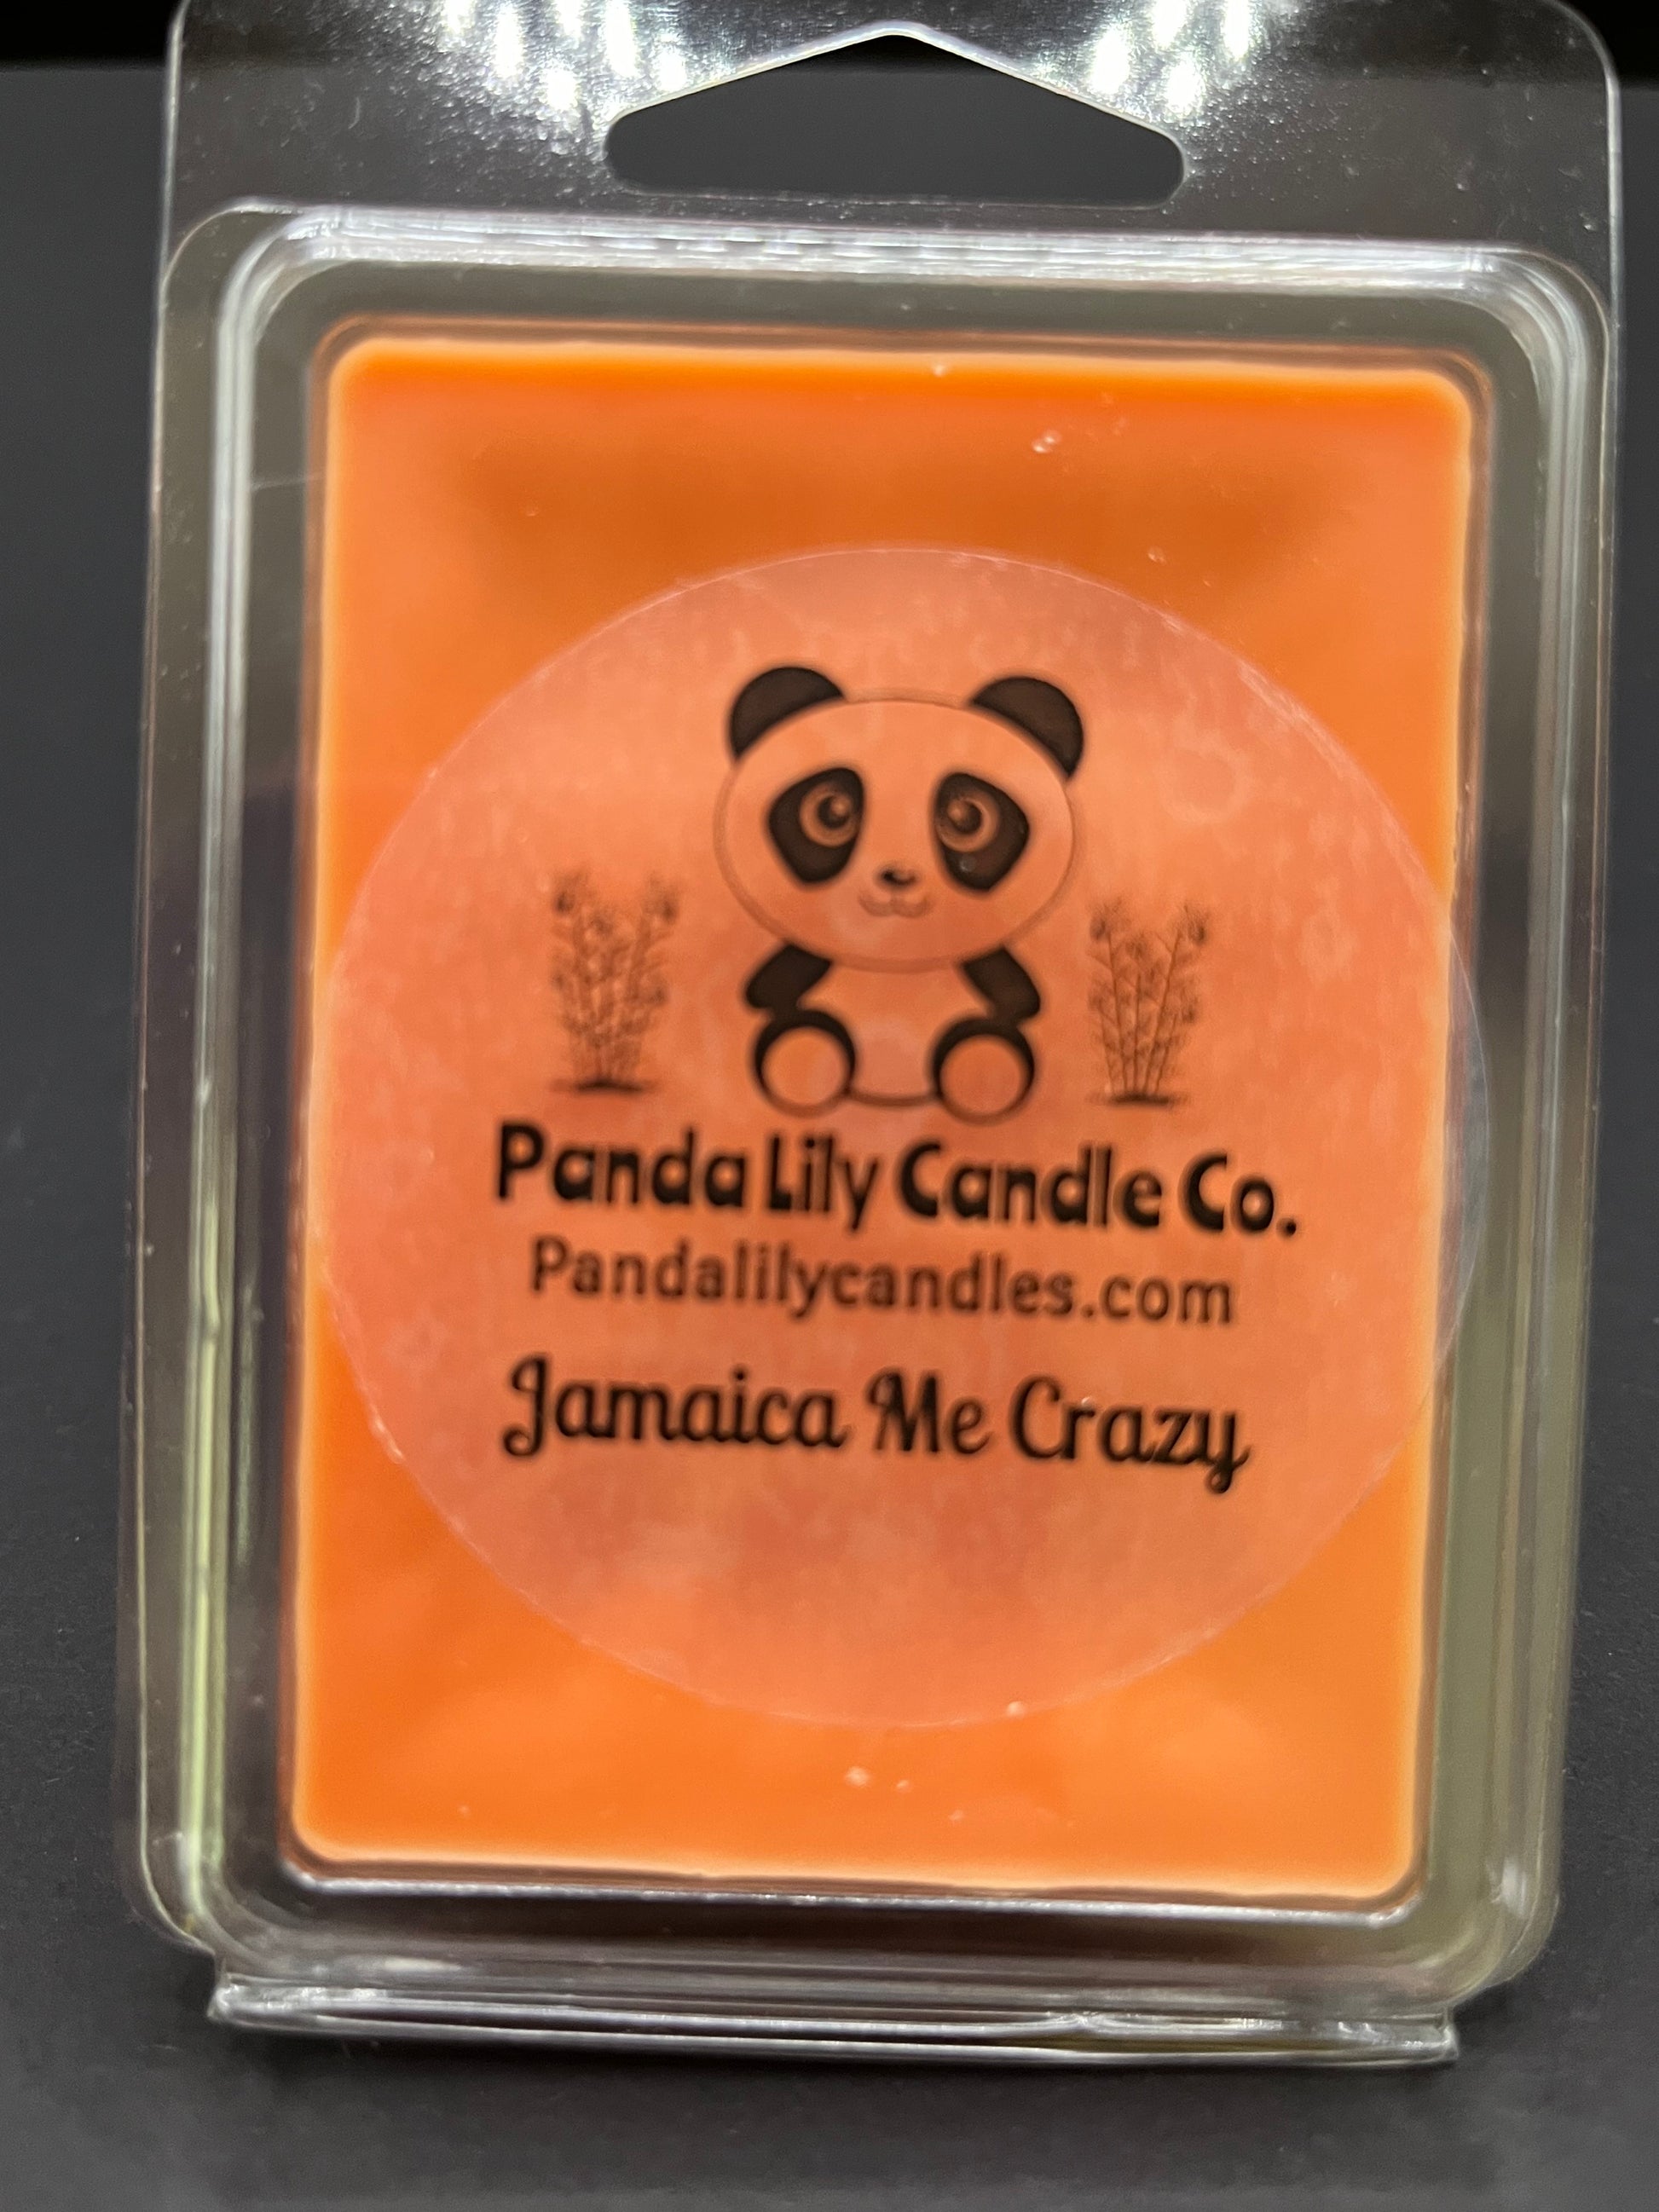 Panda Lily Candle Co.
Pandalilycandles.com
Jamaica Me Crazy